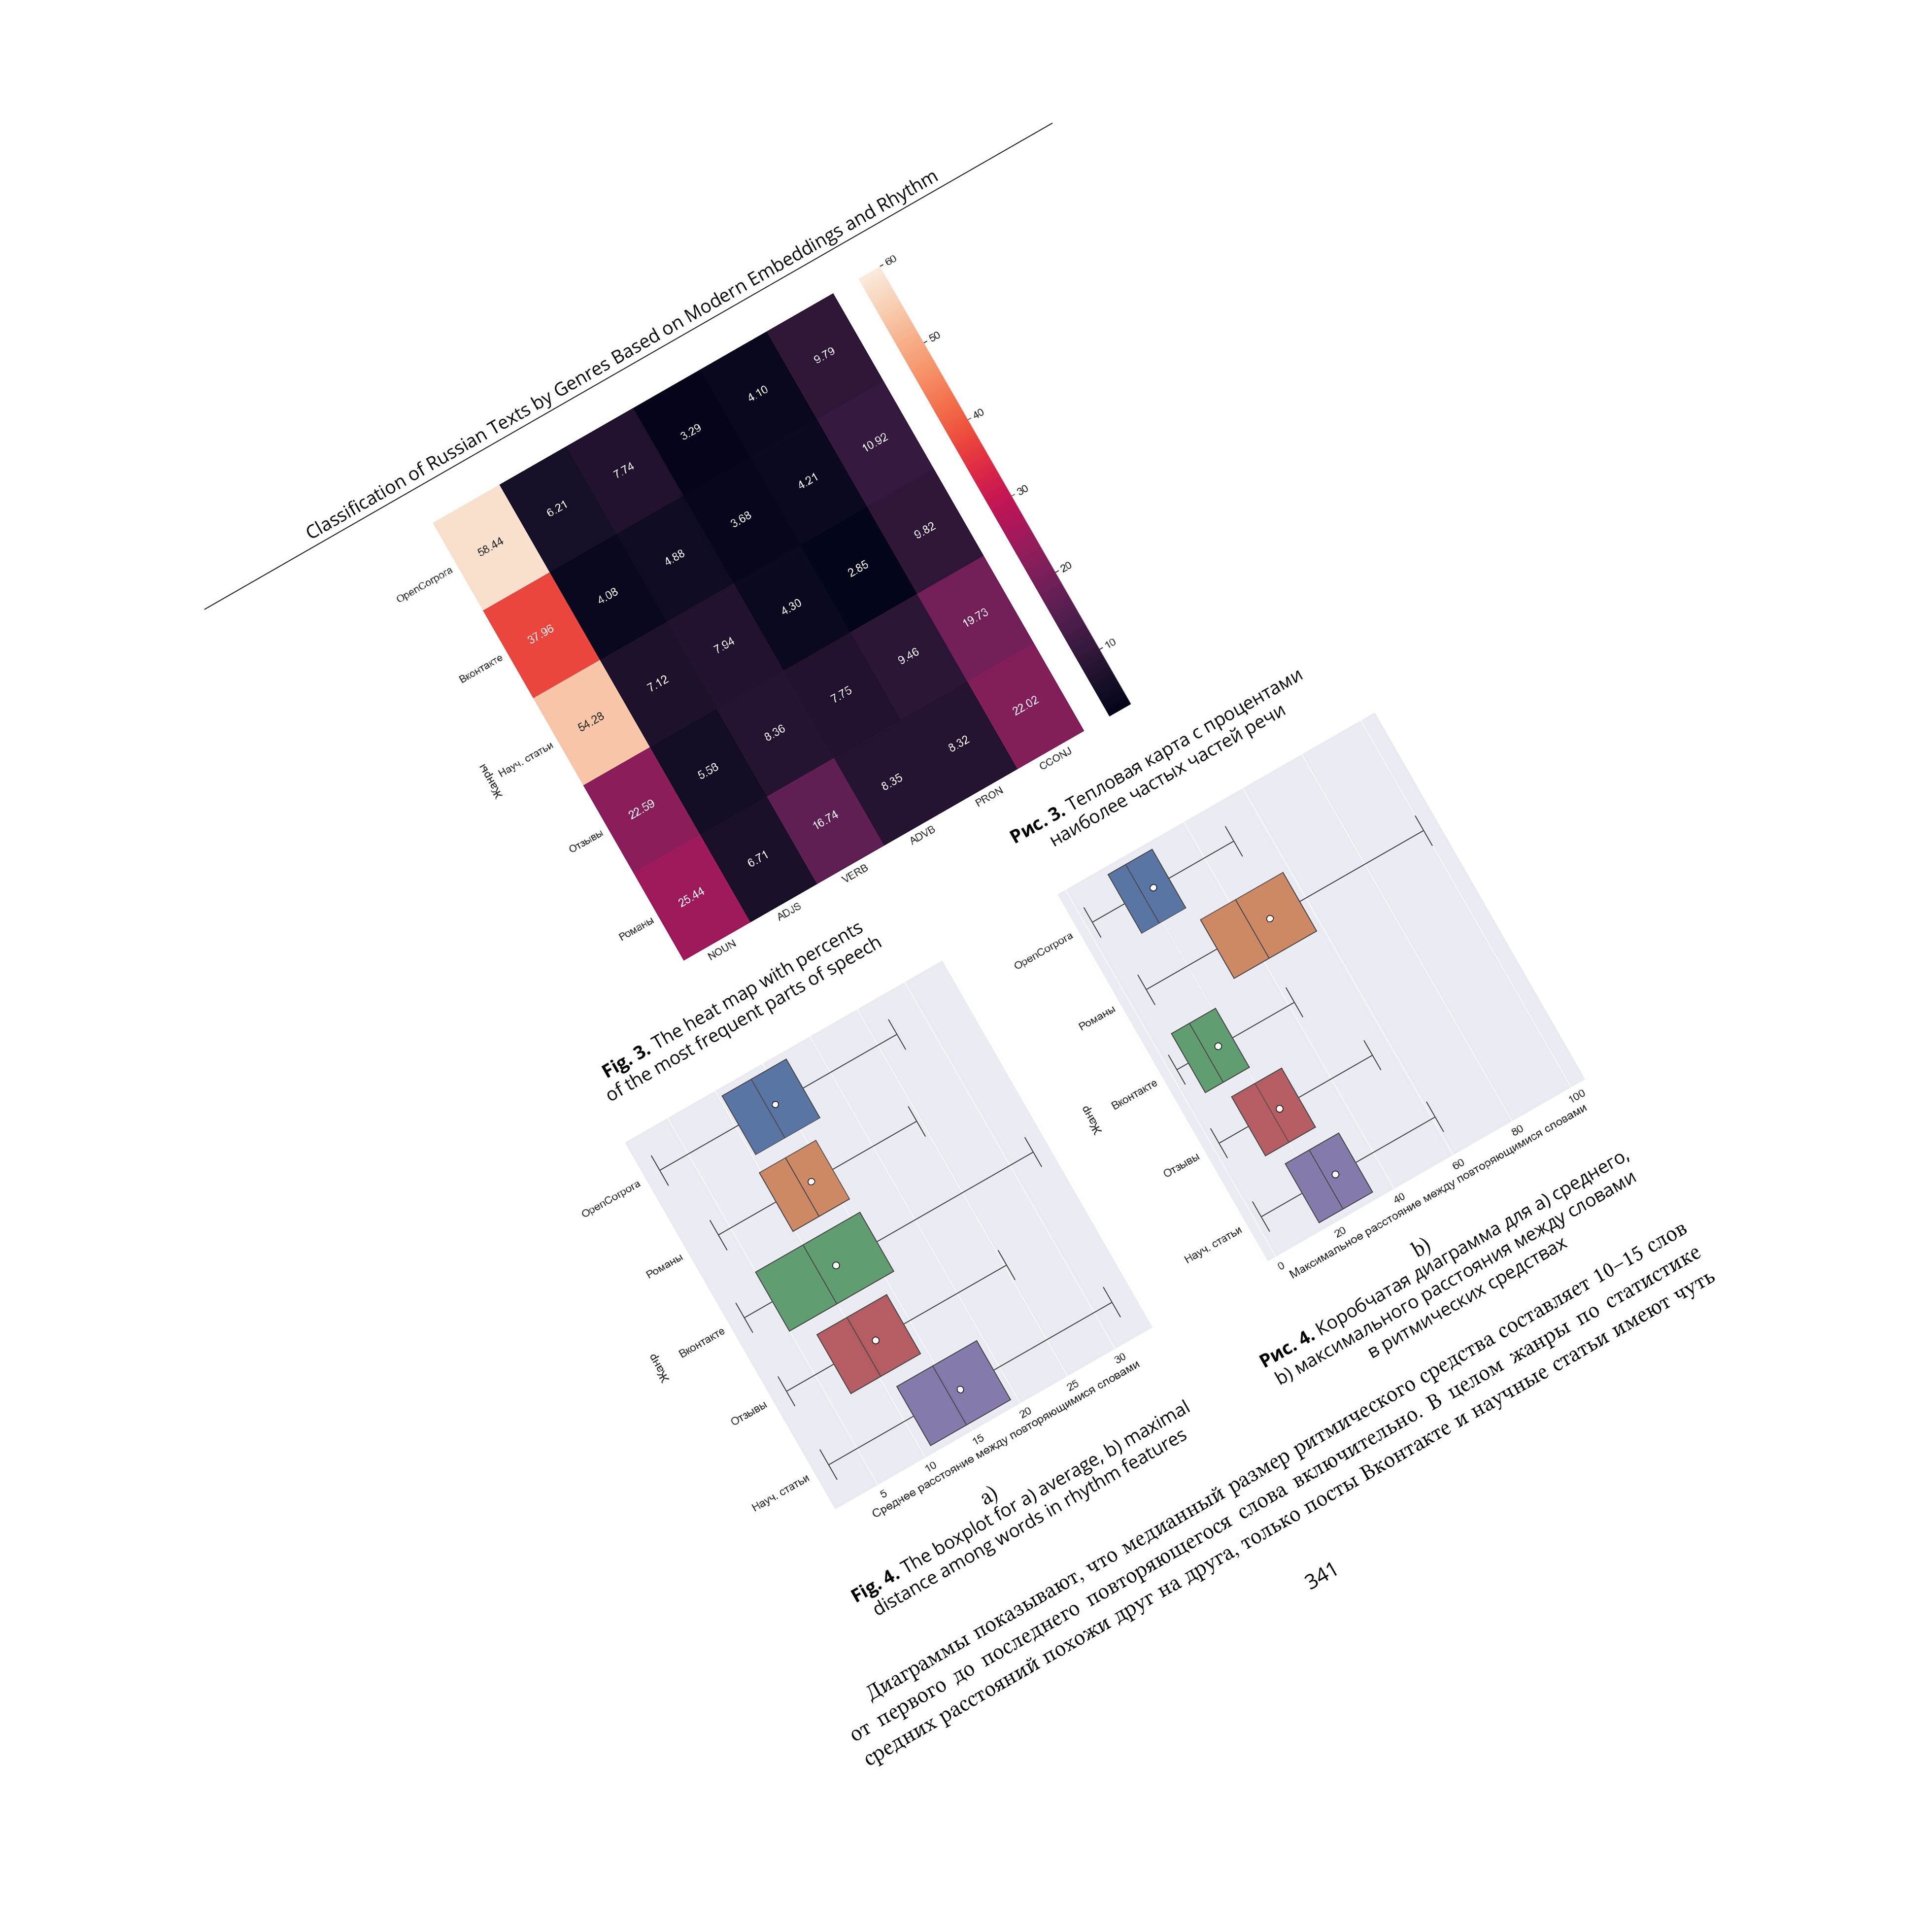 Classification of Russian Texts by Genres Based on Modern Embeddings and Rhythm
OpenCorpora 58.44 6.21 7.74 3.29 4.10 9.79
Вконтакте 37.96 4.08 4.88 3.68 4.21 10.92
Науч. статьи 54.28 7.12 7.94 4.30 2.85 9.82
Отзывы 22.59 5.58 8.36 7.75 9.46 19.73
Романы 25.44 6.71 16.74 8.35 8.32 22.02
Жанры
NOUN ADJS VERB ADVB PRON CCONJ
60
50
40
30
20
10
Fig. 3. The heat map with percents
of the most frequent parts of speech
Рис. 3. Тепловая карта с процентами
наиболее частых частей речи
OpenCorpora
Романы
Вконтакте
Отзывы
Науч. статьи
Жанр
5 10 15 20 25 30
Среднее расстояние между повторяющимися словами
a)
OpenCorpora
Романы
Вконтакте
Отзывы
Науч. статьи
Жанр
0 20 40 60 80 100
Максимальное расстояние между повторяющимися словами
b)
Fig. 4. The boxplot for a) average, b) maximal
distance among words in rhythm features
Рис. 4. Коробчатая диаграмма для a) среднего,
b) максимального расстояния между словами
в ритмических средствах
Диаграммы показывают, что медианный размер ритмического средства составляет 10–15 слов
от первого до последнего повторяющегося слова включительно. В целом жанры по статистике
средних расстояний похожи друг на друга, только посты Вконтакте и научные статьи имеют чуть
341